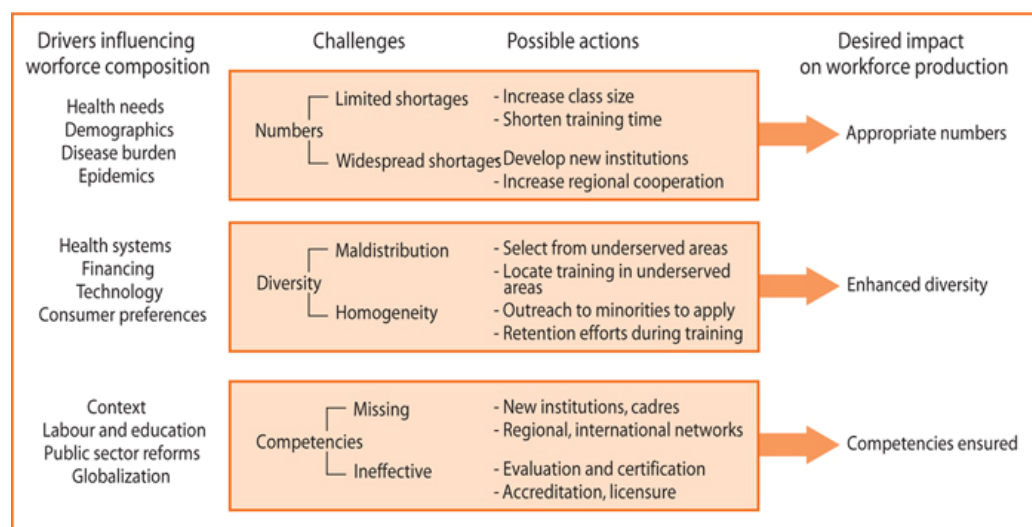 Drivers influencing
worforce composition
Challenges
Possible actions
Desired impact
on workforce production
Health needs
Demographics
Disease burden
Epidemics
Numbers
Limited shortages
- Increase class size
- Shorten training time
Widespread shortages
- Develop new institutions
- Increase regional cooperation
Appropriate numbers
Health systems
Financing
Technology
Consumer preferences
Diversity
Maldistribution
- Select from underserved areas
- Locate training in underserved
areas
Homogeneity
- Outreach to minorities to apply
- Retention efforts during training
Enhanced diversity
Context
Labour and education
Public sector reforms
Globalization
Competencies
Missing
- New institutions, cadres
- Regional, international networks
Ineffective
- Evaluation and certification
- Accreditation, licensure
Competencies ensured